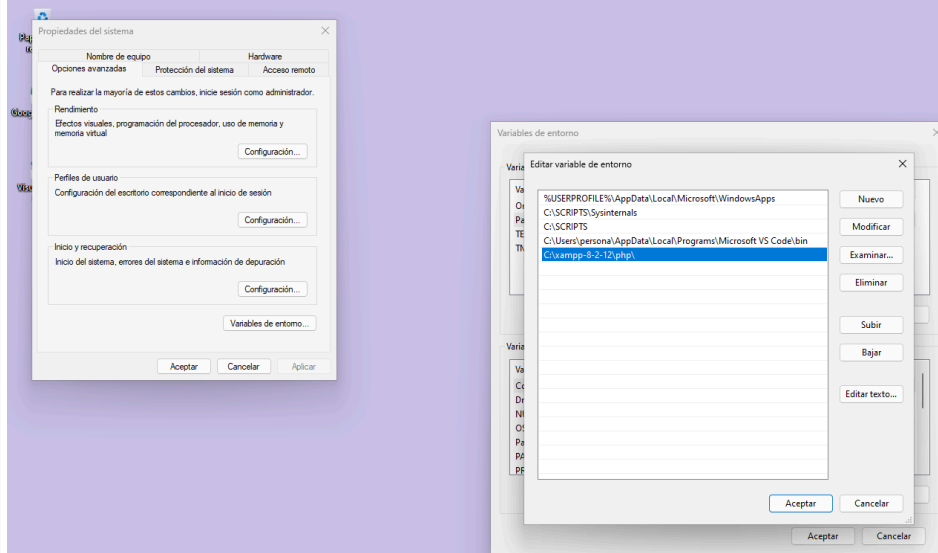 Propiedades del sistema
Nombre de equipo
Hardware
Opciones avanzadas
Protección del sistema
Acceso remoto
Para realizar la mayoría de estos cambios, inicie sesión como administrador.
Rendimiento
Efectos visuales, programación del procesador, uso de memoria y
memoria virtual
Configuración...
Perfiles de usuario
Configuración del escritorio correspondiente al inicio de sesión
Configuración...
Inicio y recuperación
Inicio del sistema, errores del sistema e información de depuración
Configuración...
Variables de entorno...
Aceptar
Cancelar
Aplicar
Variables de entorno
Editar variable de entorno
%USERPROFILE%\AppData\Local\Microsoft\WindowsApps
C:\SCRIPTS\Sysinternals
C:\SCRIPTS
C:\Users\persona\AppData\Local\Programs\Microsoft VS Code\bin
C:\xampp-8-2-12\php\
Nuevo
Modificar
Examinar...
Eliminar
Subir
Bajar
Editar texto...
Aceptar
Cancelar
Aceptar
Cancelar